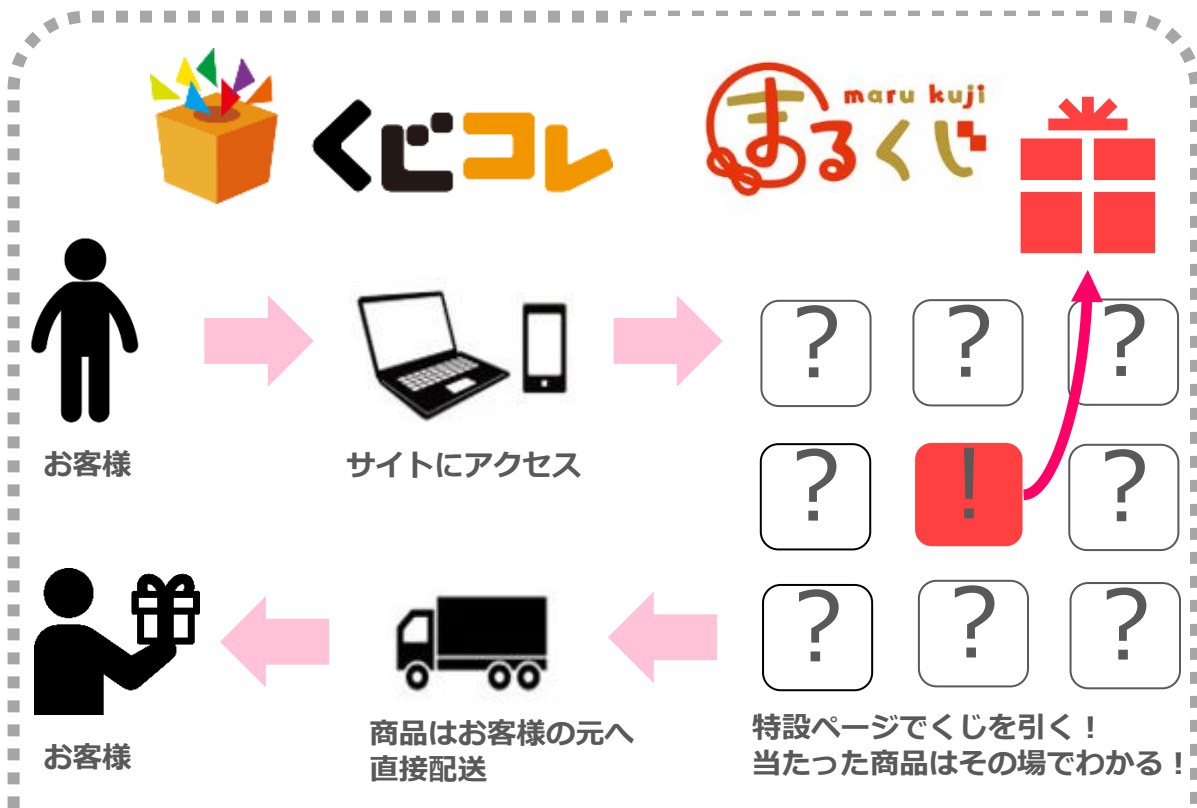 くじコレ
maru kuji
まるくじ
? ? ?
お客様
サイトにアクセス
? ! ?
? ? ?
お客様
商品はお客様の元へ
直接配送
特設ページでくじを引く！
当たった商品はその場でわかる！